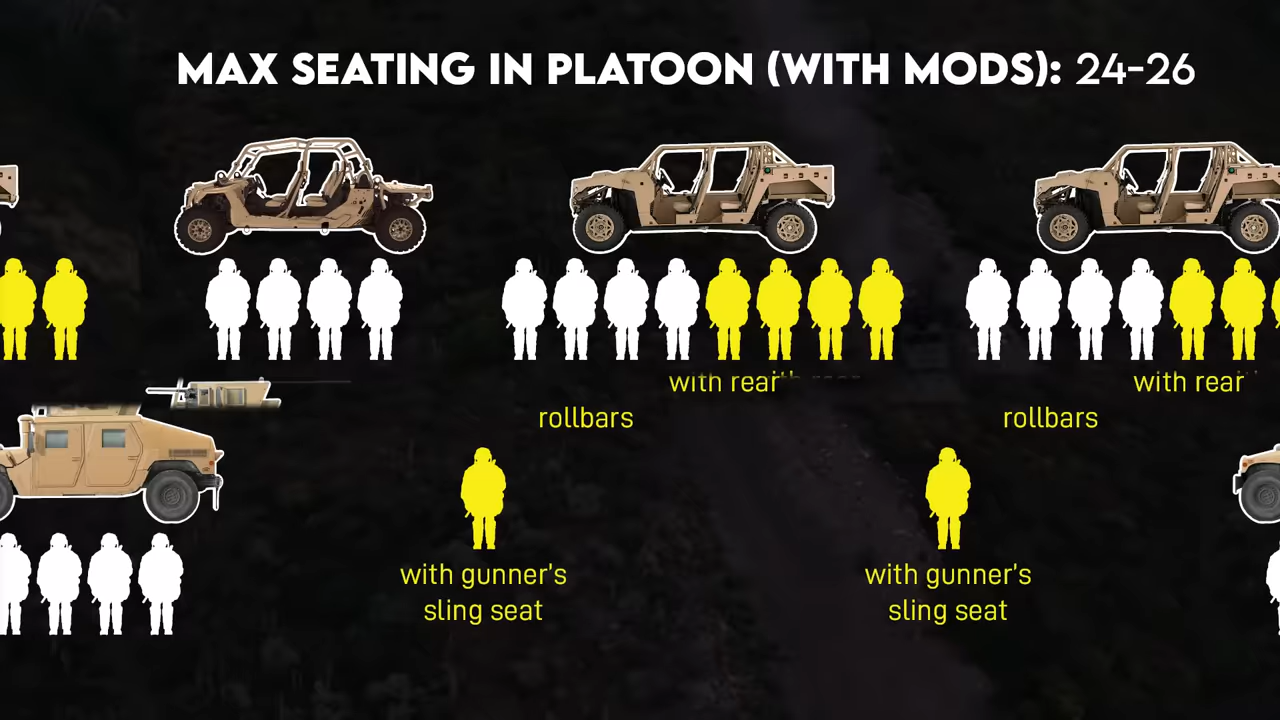 MAX SEATING IN PLATOON (WITH MODS): 24-26
with rear
with rear
rollbars
rollbars
with gunner's
sling seat
with gunner's
sling seat